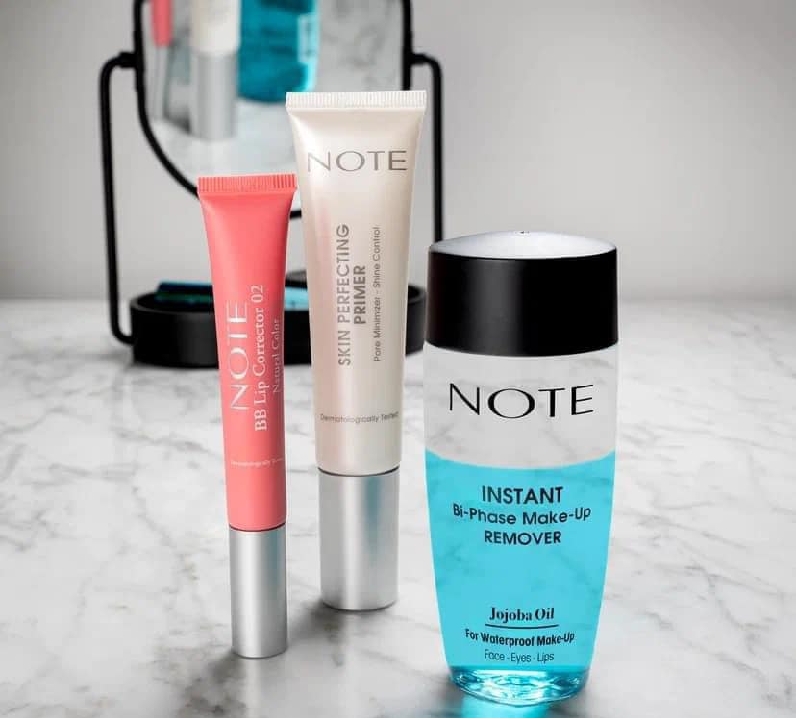 NOTE
BB Lip Corrector 02
Natural Color
NOTE
SKIN PERFECTING
PRIMER
Pore Minimizer · Shine Control
Dermatologically Tested
NOTE
INSTANT
Bi-Phase Make-Up
REMOVER
Jojoba Oil
For Waterproof Make-Up
Face - Eyes - Lips